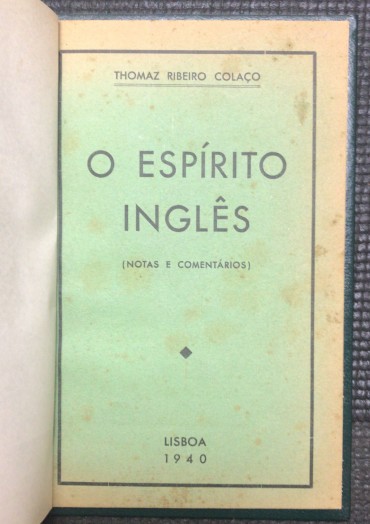 THOMAZ RIBEIRO COLAÇO
O ESPÍRITO
INGLÊS
(NOTAS E COMENTÁRIOS)
LISBOA
1940